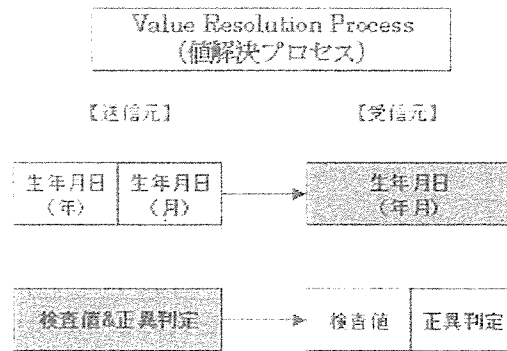 Value Resolution Process
（値解決プロセス）
【送信元】
【受信元】
生年月日
（年）
生年月日
（月）
生年月日
（年月）
検査値&正異判定
検査値
正異判定